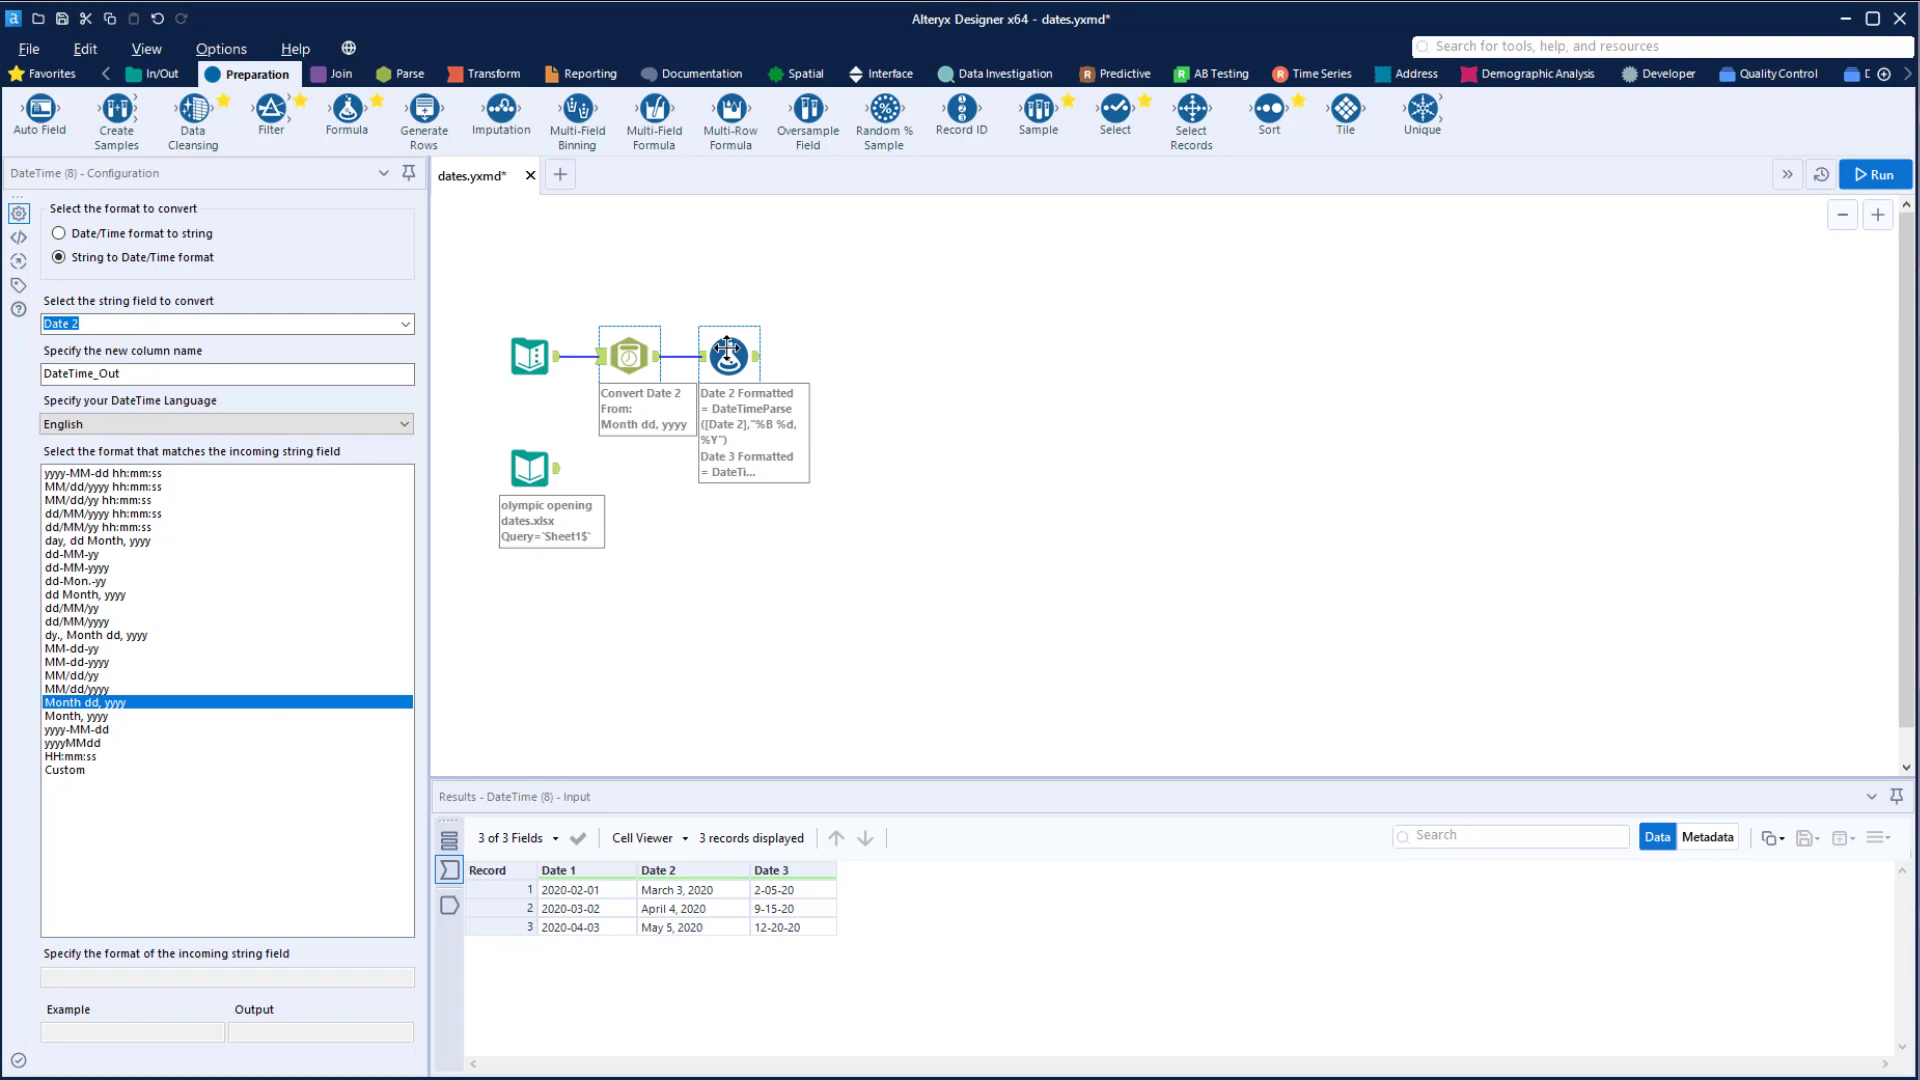 Alteryx Designer x64 - dates.yxmd*
File Edit View Options Help
Search for tools, help, and resources
Favorites In/Out Preparation Join Parse Transform Reporting Documentation Spatial Interface Data Investigation Predictive AB Testing Time Series Address Demographic Analysis Developer Quality Control
Auto Field
Create
Samples
Data
Cleansing
Filter
Formula
Generate
Rows
Imputation
Multi-Field
Binning
Multi-Field
Formula
Multi-Row
Formula
Oversample
Field
Random %
Sample
Record ID
Sample
Select
Select
Records
Sort
Tile
Unique
DateTime (8) - Configuration
dates.yxmd*
Run
Select the format to convert
Date/Time format to string
String to Date/Time format
Select the string field to convert
Date 2
Specify the new column name
DateTime_Out
Specify your DateTime Language
English
Select the format that matches the incoming string field
yyyy-MM-dd hh:mm:ss
MM/dd/yyyy hh:mm:ss
MM/dd/yy hh:mm:ss
dd/MM/yyyy hh:mm:ss
dd/MM/yy hh:mm:ss
day, dd Month, yyyy
dd-MM-yy
dd-MM-yyyy
dd-Mon.-yy
dd Month, yyyy
dd/MM/yy
dd/MM/yyyy
dy., Month dd, yyyy
MM-dd-yy
MM-dd-yyyy
MM/dd/yy
MM/dd/yyyy
Month dd, yyyy
Month, yyyy
yyyy-MM-dd
yyyyMMdd
HH:mm:ss
Custom
Specify the format of the incoming string field
Example Output
Convert Date 2
From:
Month dd, yyyy
Date 2 Formatted
= DateTimeParse
([Date 2],"%B %d,
%Y")
Date 3 Formatted
= DateTi...
olympic opening
dates.xlsx
Query=`Sheet1$`
Results - DateTime (8) - Input
3 of 3 Fields Cell Viewer 3 records displayed Search Data Metadata
Record Date 1 Date 2 Date 3
1 2020-02-01 March 3, 2020 2-05-20
2 2020-03-02 April 4, 2020 9-15-20
3 2020-04-03 May 5, 2020 12-20-20